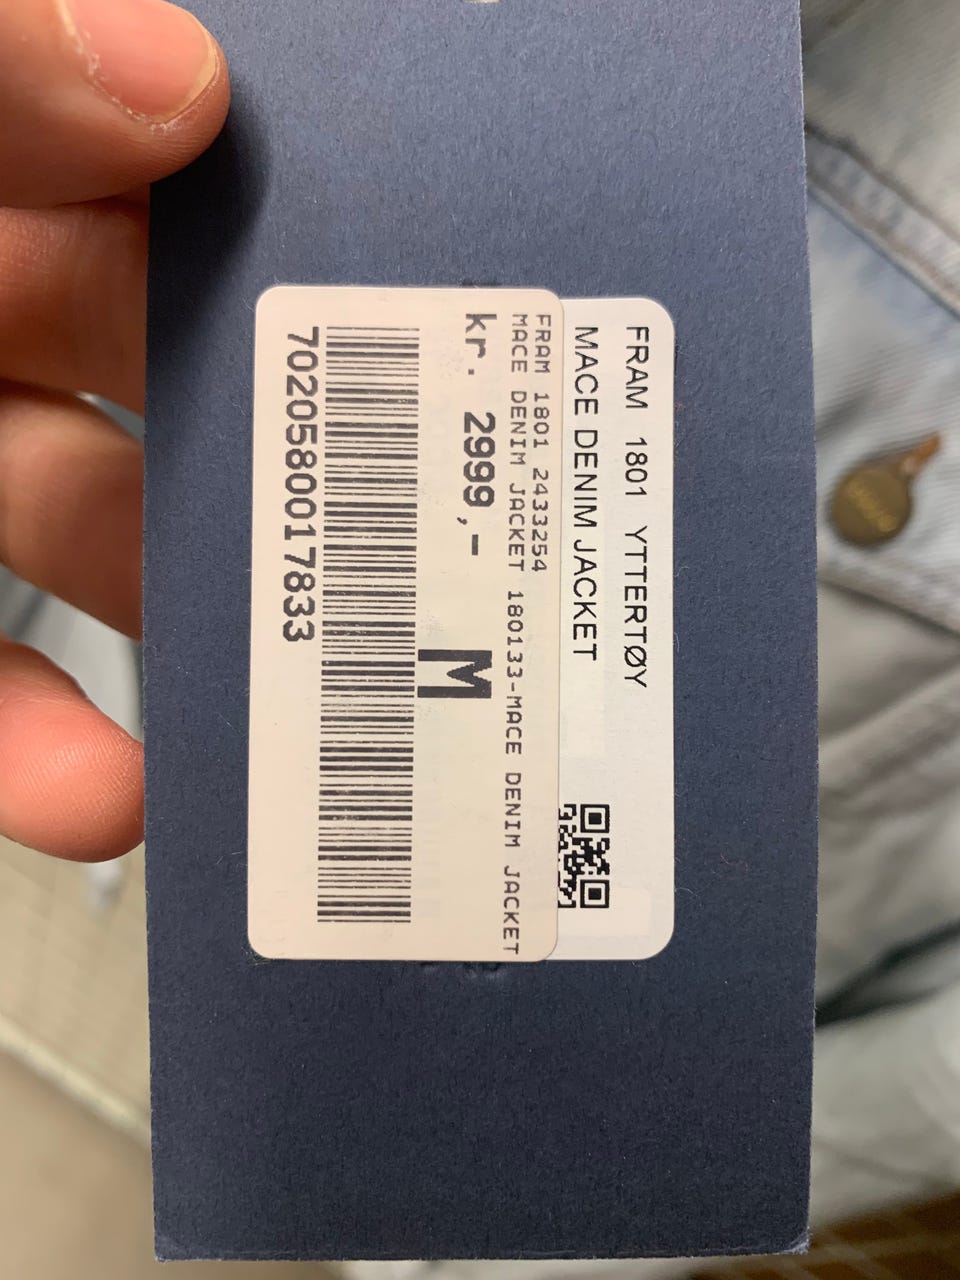 FRAM 1801 YTTERTØY
MACE DENIM JACKET
FRAM 1801 2433254
MACE DENIM JACKET 180133-MACE DENIM JACKET
kr. 2999,-
M
7020580017833